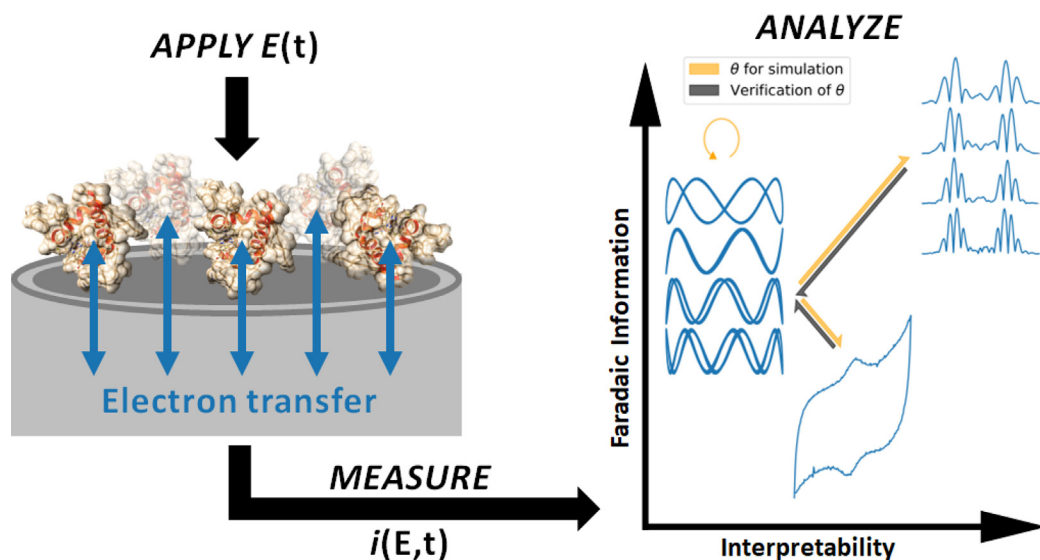 APPLY E(t)
Electron transfer
MEASURE
i(E,t)
ANALYZE
θ for simulation
Verification of θ
Faradaic Information
Interpretability